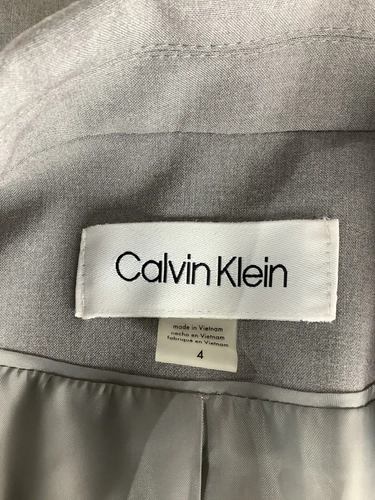 Calvin Klein
made in Vietnam
hecho en Vietnam
fabriqué en Vietnam
4